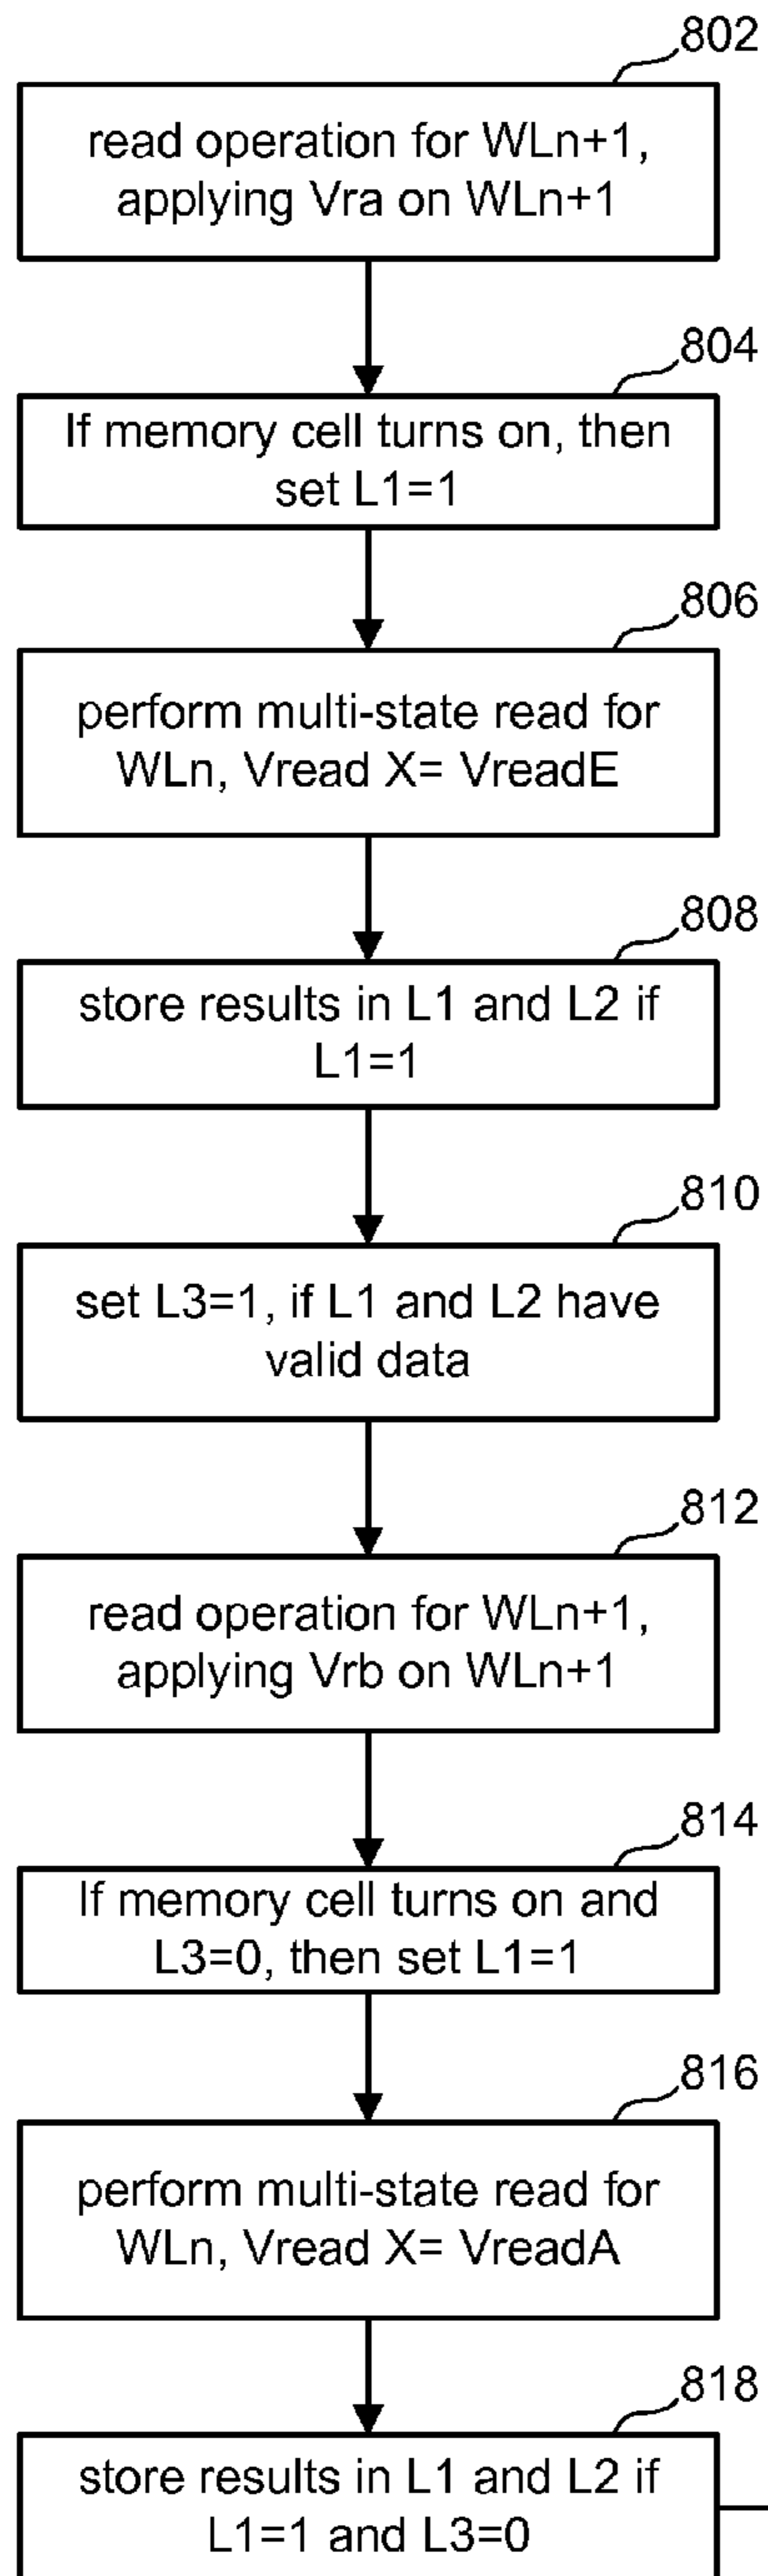 802
read operation for WLn+1,
applying Vra on WLn+1
804
If memory cell turns on, then
set L1=1
806
perform multi-state read for
WLn, Vread X= VreadE
808
store results in L1 and L2 if
L1=1
810
set L3=1, if L1 and L2 have
valid data
812
read operation for WLn+1,
applying Vrb on WLn+1
814
If memory cell turns on and
L3=0, then set L1=1
816
perform multi-state read for
WLn, Vread X= VreadA
818
store results in L1 and L2 if
L1=1 and L3=0